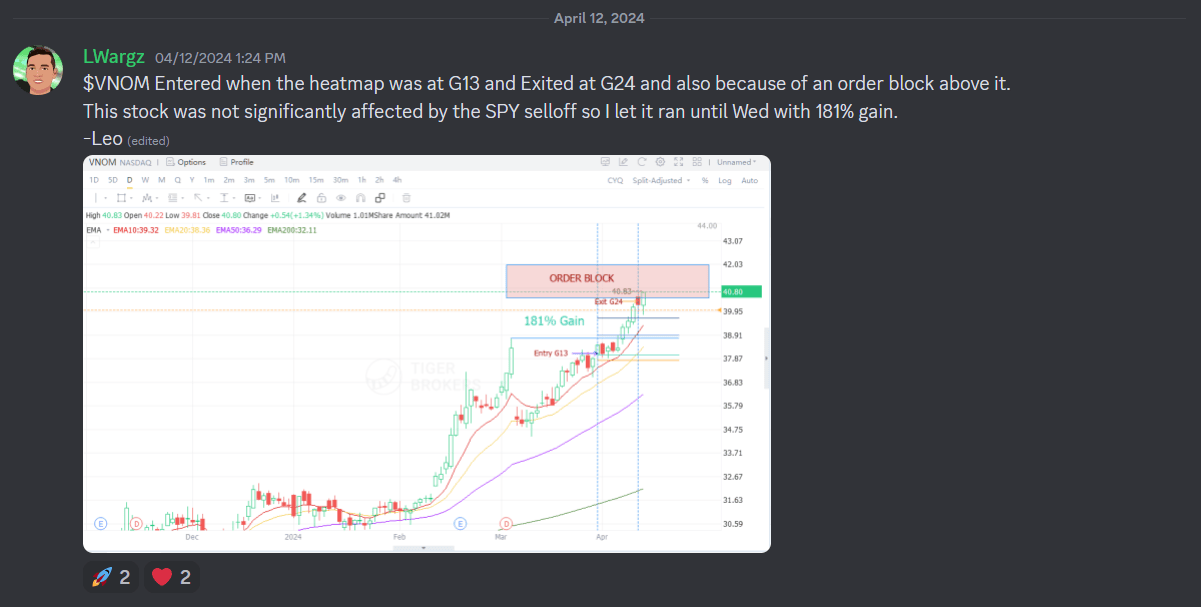 April 12, 2024
LWargz 04/12/2024 1:24 PM
$VNOM Entered when the heatmap was at G13 and Exited at G24 and also because of an order block above it.
This stock was not significantly affected by the SPY selloff so I let it ran until Wed with 181% gain.
-Leo (edited)
VNOM NASDAQ Options Profile Unnamed
1D 5D D W M Q Y 1m 2m 3m 5m 10m 15m 30m 1h 2h 4h CYQ Split-Adjusted % Log Auto
High 40.83 Open 40.22 Low 39.81 Close 40.80 Change +0.54(+1.34%) Volume 1.01MShare Amount 41.02M
EMA EMA10:39.32 EMA20:38.36 EMA50:36.29 EMA200:32.11
44.00
43.07
42.03
ORDER BLOCK
40.83
40.80
Exit G24
39.95
181% Gain
38.91
Entry G13
37.87
TIGER
BROKERS
36.83
35.79
34.75
33.71
32.67
31.63
E D E D
30.59
Dec 2024 Feb Mar Apr
2 2